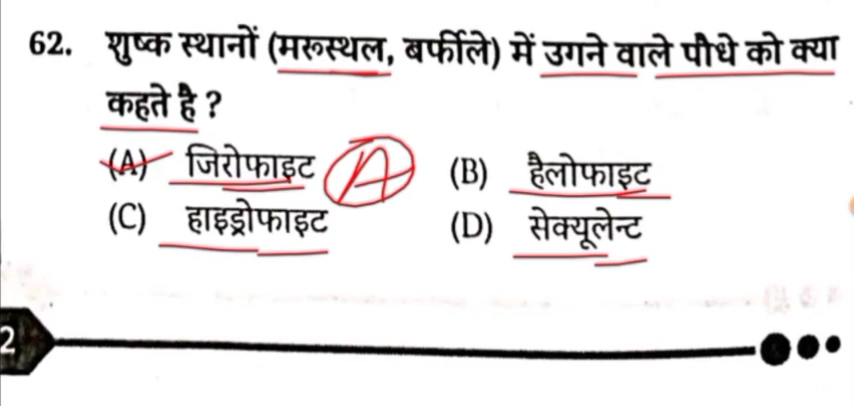 62. शुष्क स्थानों (मरूस्थल, बर्फीले) में उगने वाले पौधे को क्या
कहते है ?
(A) जिरोफाइट A (B) हैलोफाइट
(C) हाइड्रोफाइट (D) सेक्यूलेन्ट
2